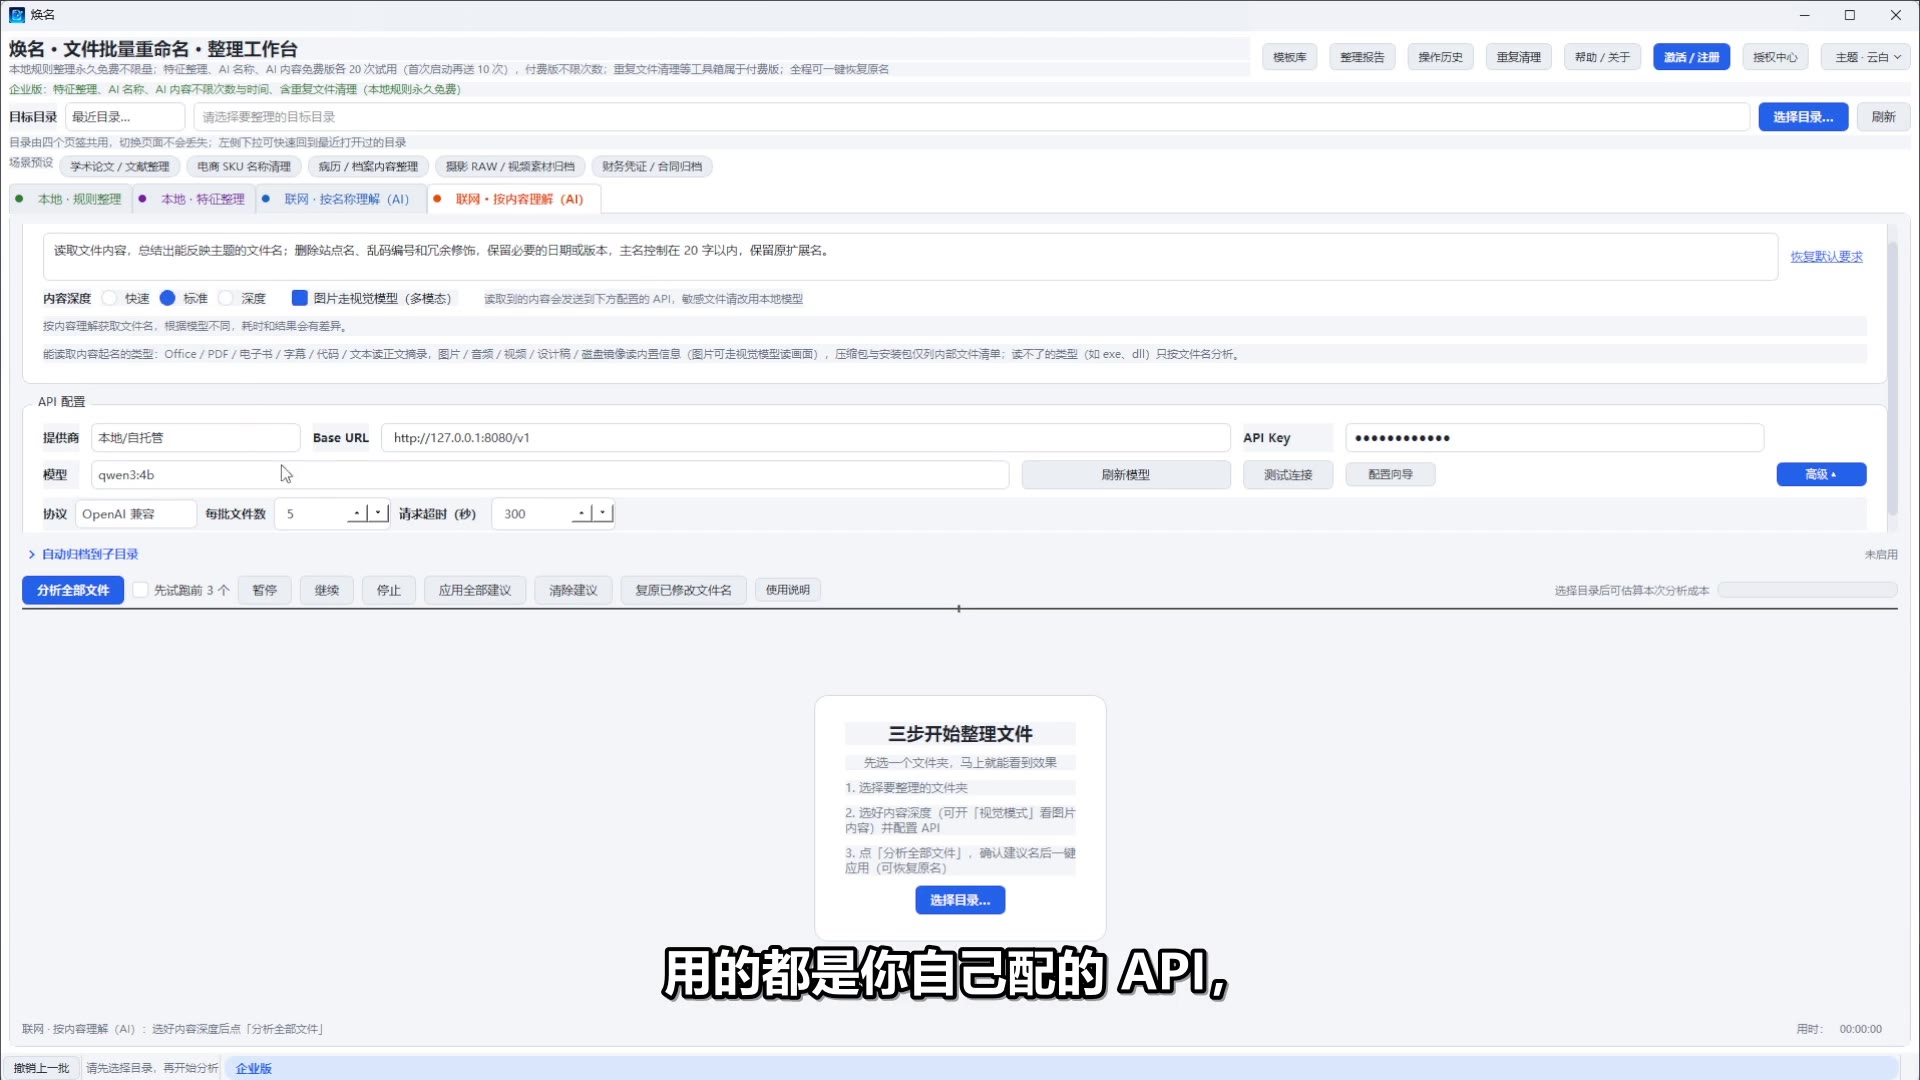 焕名
焕名·文件批量重命名·整理工作台
本地规则整理永久免费不限量；特征整理、AI 名称、AI 内容免费版各 20 次试用（首次启动再送 10 次），付费版不限次数；重复文件清理等工具箱属于付费版；全程可一键恢复原名
模板库 整理报告 操作历史 重复清理 帮助 / 关于 激活 / 注册 授权中心 主题 · 云白
企业版：特征整理、AI 名称、AI 内容不限次数与时间、含重复文件清理（本地规则永久免费）
目标目录 最近目录... 请选择要整理的目标目录 选择目录... 刷新
目录由四个页签共用，切换页面不会丢失；左侧下拉可快速回到最近打开过的目录
场景预设 学术论文 / 文献整理 电商 SKU 名称清理 病历 / 档案内容整理 摄影 RAW / 视频素材归档 财务凭证 / 合同归档
本地 · 规则整理 本地 · 特征整理 联网 · 按名称理解（AI） 联网 · 按内容理解（AI）
读取文件内容，总结出能反映主题的文件名；删除站点名、乱码编号和冗余修饰，保留必要的日期或版本，主名控制在 20 字以内，保留原扩展名。
恢复默认要求
内容深度 快速 标准 深度 图片走视觉模型（多模态） 读取到的内容会发送到下方配置的 API，敏感文件请改用本地模型
按内容理解获取文件名，根据模型不同，耗时和结果会有差异。
能读取内容起名的类型：Office / PDF / 电子书 / 字幕 / 代码 / 文本读正文摘录，图片 / 音频 / 视频 / 设计稿 / 磁盘镜像读内置信息（图片可走视觉模型读画面），压缩包与安装包仅列内部文件清单；读不了的类型（如 exe、dll）只按文件名分析。
API 配置
提供商 本地/自托管 Base URL http://127.0.0.1:8080/v1 API Key ●●●●●●●●●●●●
模型 qwen3:4b 刷新模型 测试连接 配置向导 高级
协议 OpenAI 兼容 每批文件数 5 请求超时（秒） 300
自动归档到子目录 未启用
分析全部文件 先试跑前 3 个 暂停 继续 停止 应用全部建议 清除建议 复原已修改文件名 使用说明 选择目录后可估算本次分析成本
三步开始整理文件
先选一个文件夹，马上就能看到效果
1. 选择要整理的文件夹
2. 选好内容深度（可开「视觉模式」看图片
内容）并配置 API
3. 点「分析全部文件」，确认建议名后一键
应用（可恢复原名）
选择目录...
用的都是你自己配的 API，
联网 · 按内容理解（AI）：选好内容深度后点「分析全部文件」 用时： 00:00:00
撤销上一批 请先选择目录，再开始分析 企业版